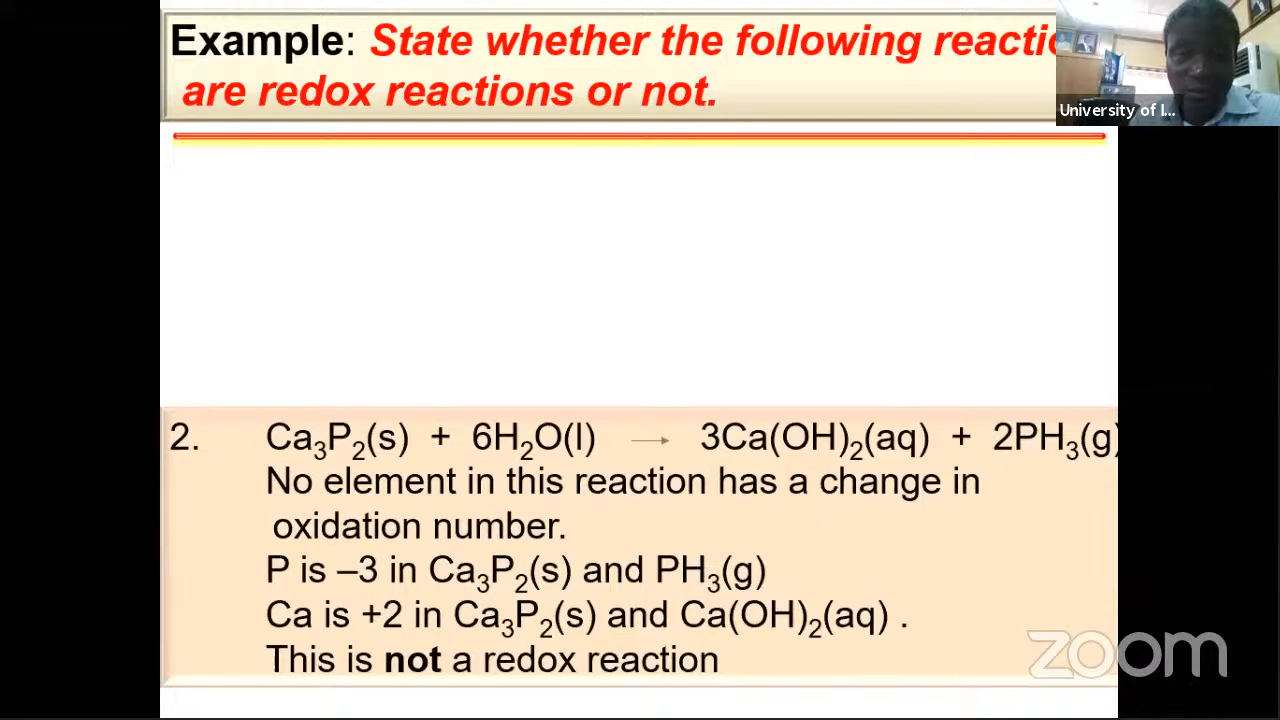 Example: State whether the following reactio
are redox reactions or not.
University of I...
2. Ca₃P₂(s) + 6H₂O(l) → 3Ca(OH)₂(aq) + 2PH₃(g)
No element in this reaction has a change in
oxidation number.
P is –3 in Ca₃P₂(s) and PH₃(g)
Ca is +2 in Ca₃P₂(s) and Ca(OH)₂(aq) .
This is not a redox reaction
zoom